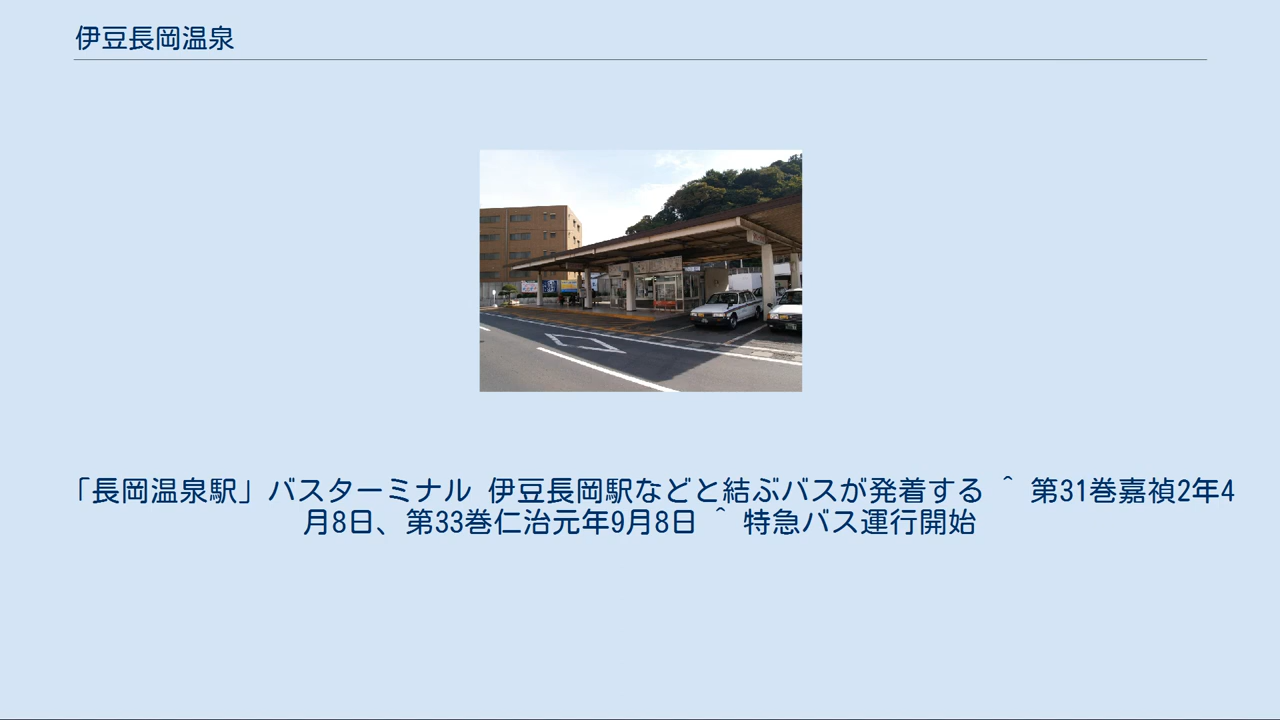 伊豆長岡温泉
「長岡温泉駅」バスターミナル 伊豆長岡駅などと結ぶバスが発着する ^ 第31巻嘉禎2年4
月8日、第33巻仁治元年9月8日 ^ 特急バス運行開始